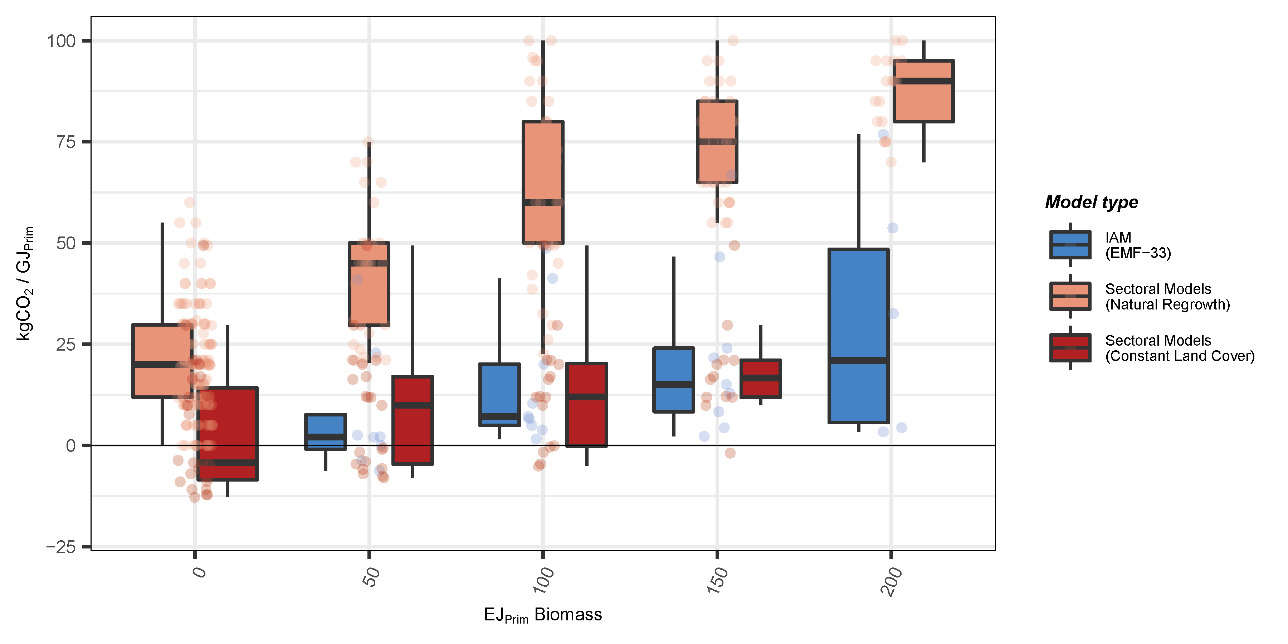 100
75
50
25
0
−25
kgCO2 / GJPrim
0
50
100
150
200
EJPrim Biomass
Model type
IAM
(EMF−33)
Sectoral Models
(Natural Regrowth)
Sectoral Models
(Constant Land Cover)